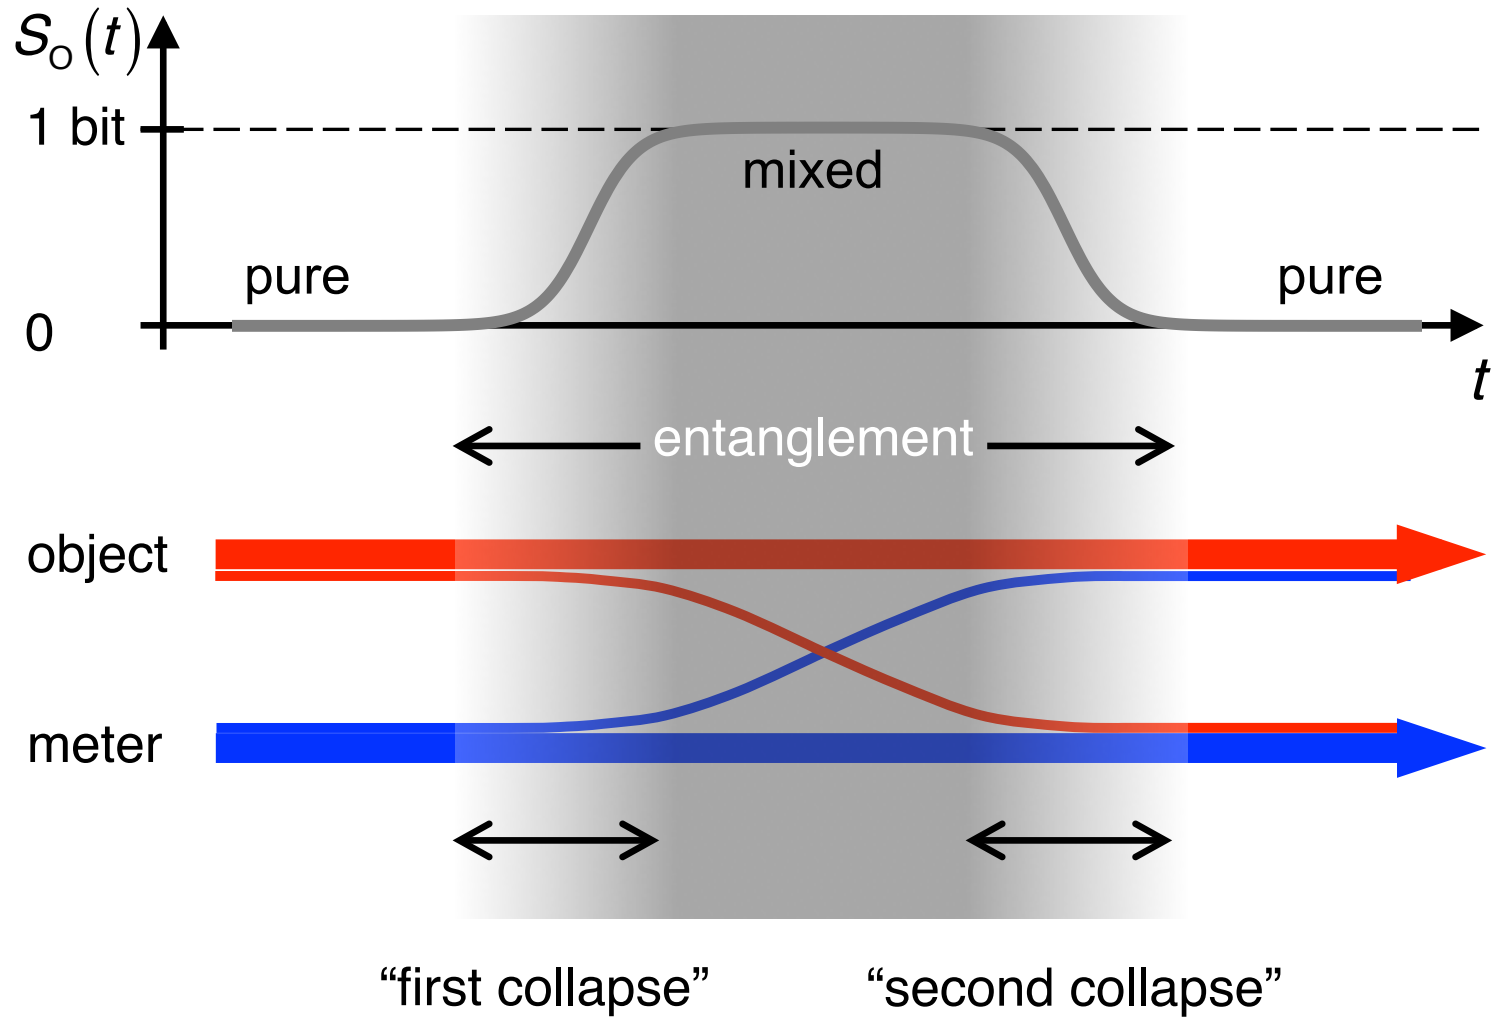 S_O(t)
1 bit
mixed
pure
pure
0
t
entanglement
object
meter
“first collapse”
“second collapse”